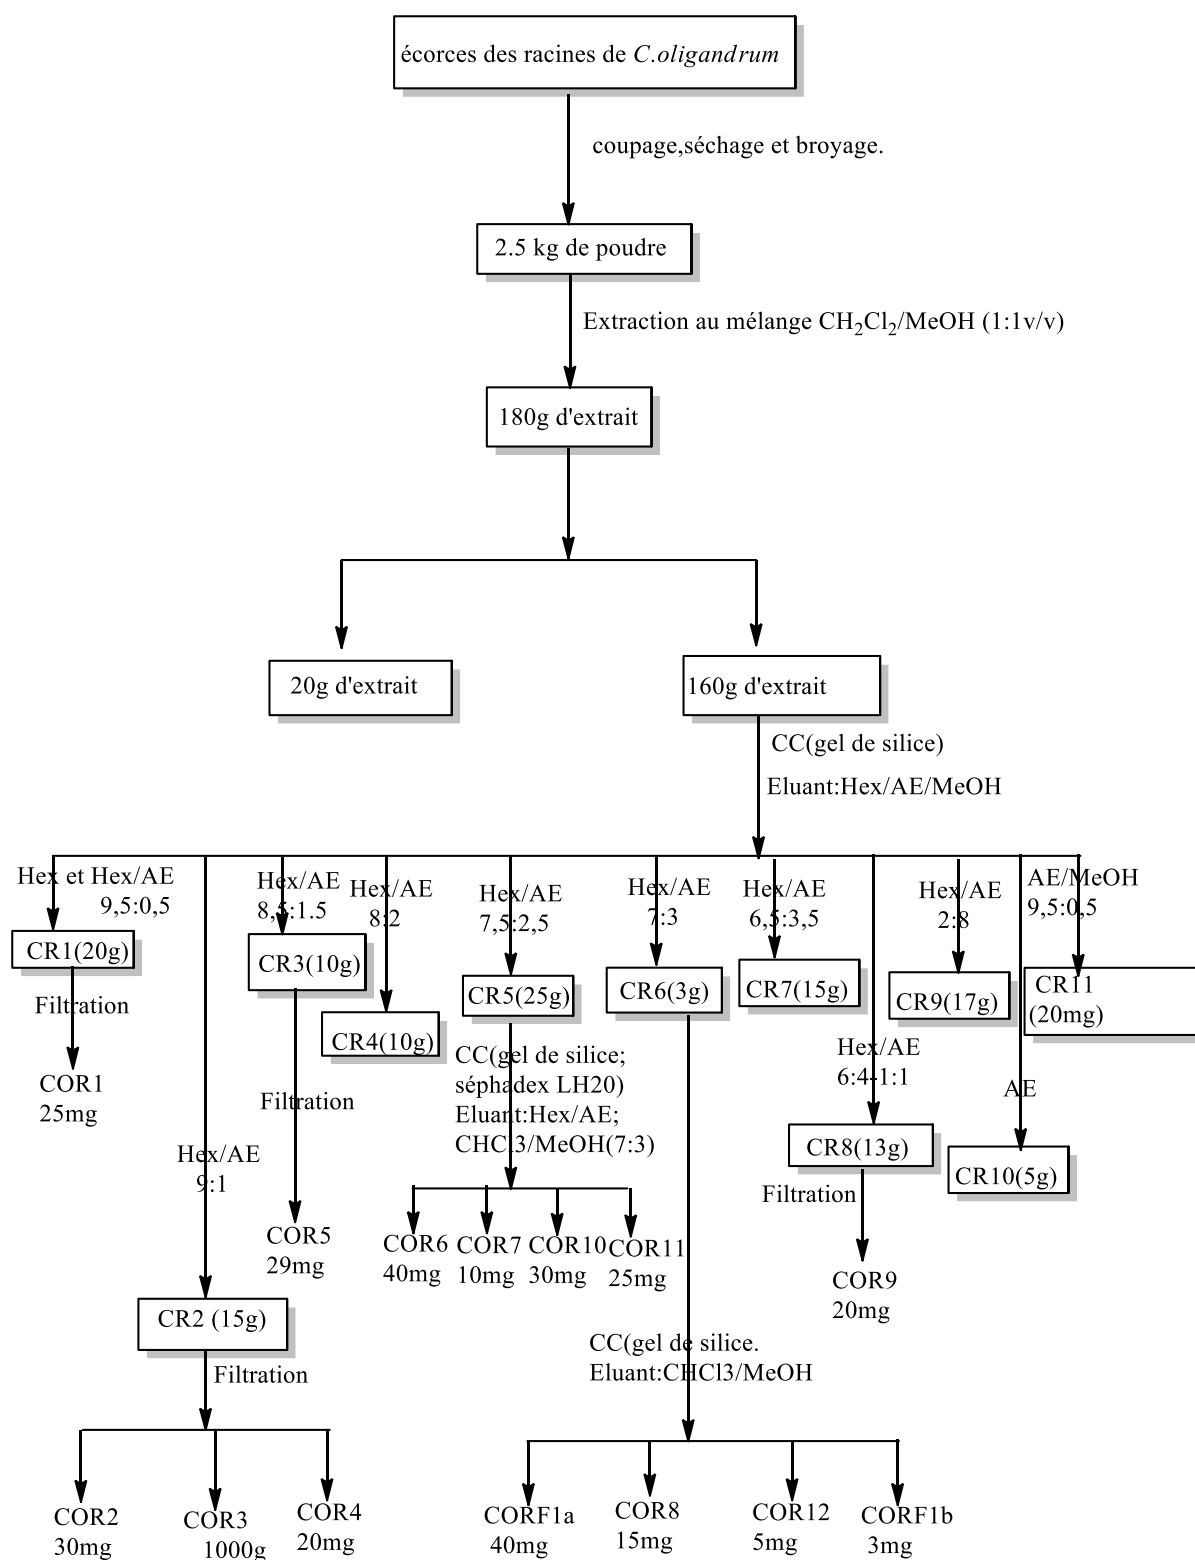 écorces des racines de C.oligandrum
coupage,séchage et broyage.
2.5 kg de poudre
Extraction au mélange CH₂Cl₂/MeOH (1:1v/v)
180g d'extrait
20g d'extrait
160g d'extrait
CC(gel de silice)
Eluant:Hex/AE/MeOH
Hex et Hex/AE
9,5:0,5
CR1(20g)
Filtration
COR1
25mg
Hex/AE
9:1
CR2 (15g)
Filtration
COR2
30mg
COR3
1000g
COR4
20mg
Hex/AE
8,5:1.5
CR3(10g)
Filtration
COR5
29mg
Hex/AE
8:2
CR4(10g)
Hex/AE
7,5:2,5
CR5(25g)
CC(gel de silice;
séphadex LH20)
Eluant:Hex/AE;
CHCl3/MeOH(7:3)
COR6
40mg
COR7
10mg
COR10
30mg
COR11
25mg
Hex/AE
7:3
CR6(3g)
CC(gel de silice.
Eluant:CHCl3/MeOH
CORF1a
40mg
COR8
15mg
COR12
5mg
CORF1b
3mg
Hex/AE
6,5:3,5
CR7(15g)
Hex/AE
6:4-1:1
CR8(13g)
Filtration
COR9
20mg
Hex/AE
2:8
CR9(17g)
AE
CR10(5g)
AE/MeOH
9,5:0,5
CR11
(20mg)